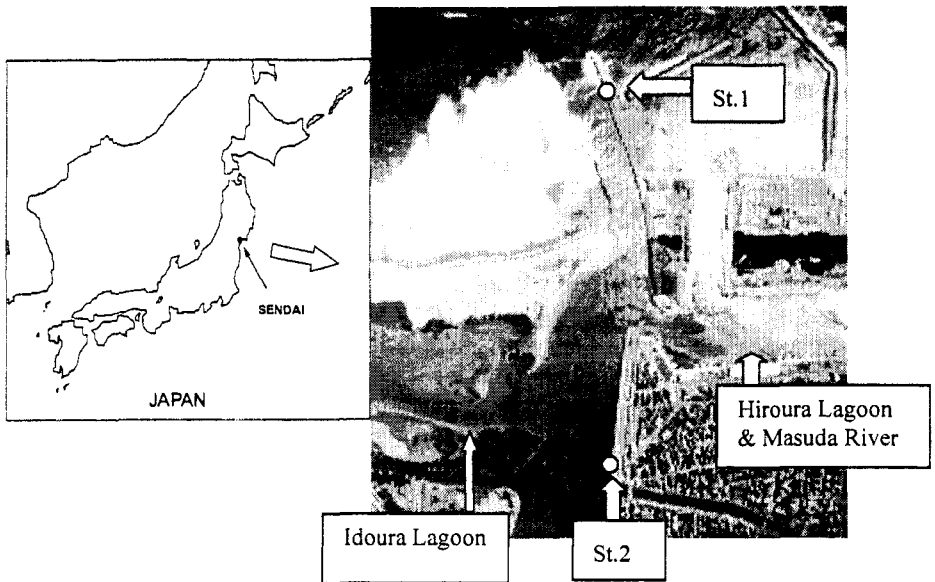 St.1
SENDAI
JAPAN
Hiroura Lagoon
& Masuda River
Idoura Lagoon
St.2